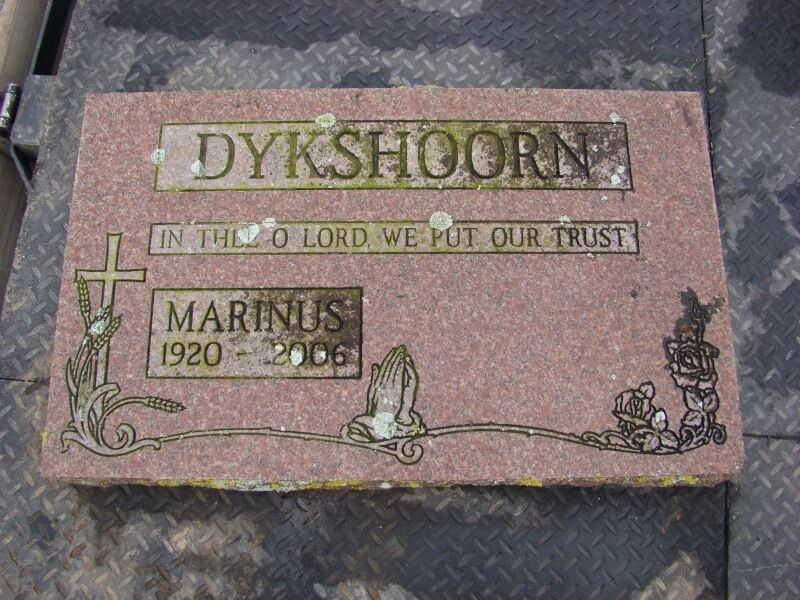 DYKSHOORN
IN THEE O LORD, WE PUT OUR TRUST.
MARINUS
1920 - 2006